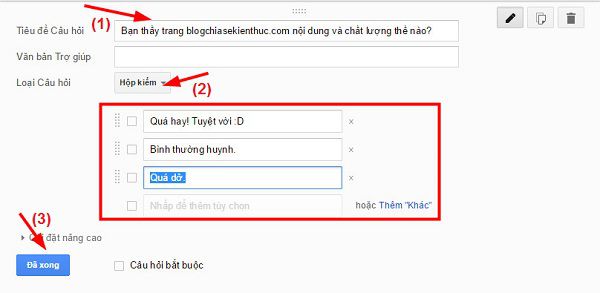 (1)
Tiêu đề Câu hỏi Bạn thấy trang blogchiasekienthuc.com nội dung và chất lượng thế nào?
Văn bản Trợ giúp
Loại Câu hỏi Hộp kiểm
(2)
Quá hay! Tuyệt vời :D x
Bình thường huynh. x
Quá dở. x
Nhấp để thêm tùy chọn hoặc Thêm "Khác"
(3)
Cài đặt nâng cao
Đã xong Câu hỏi bắt buộc